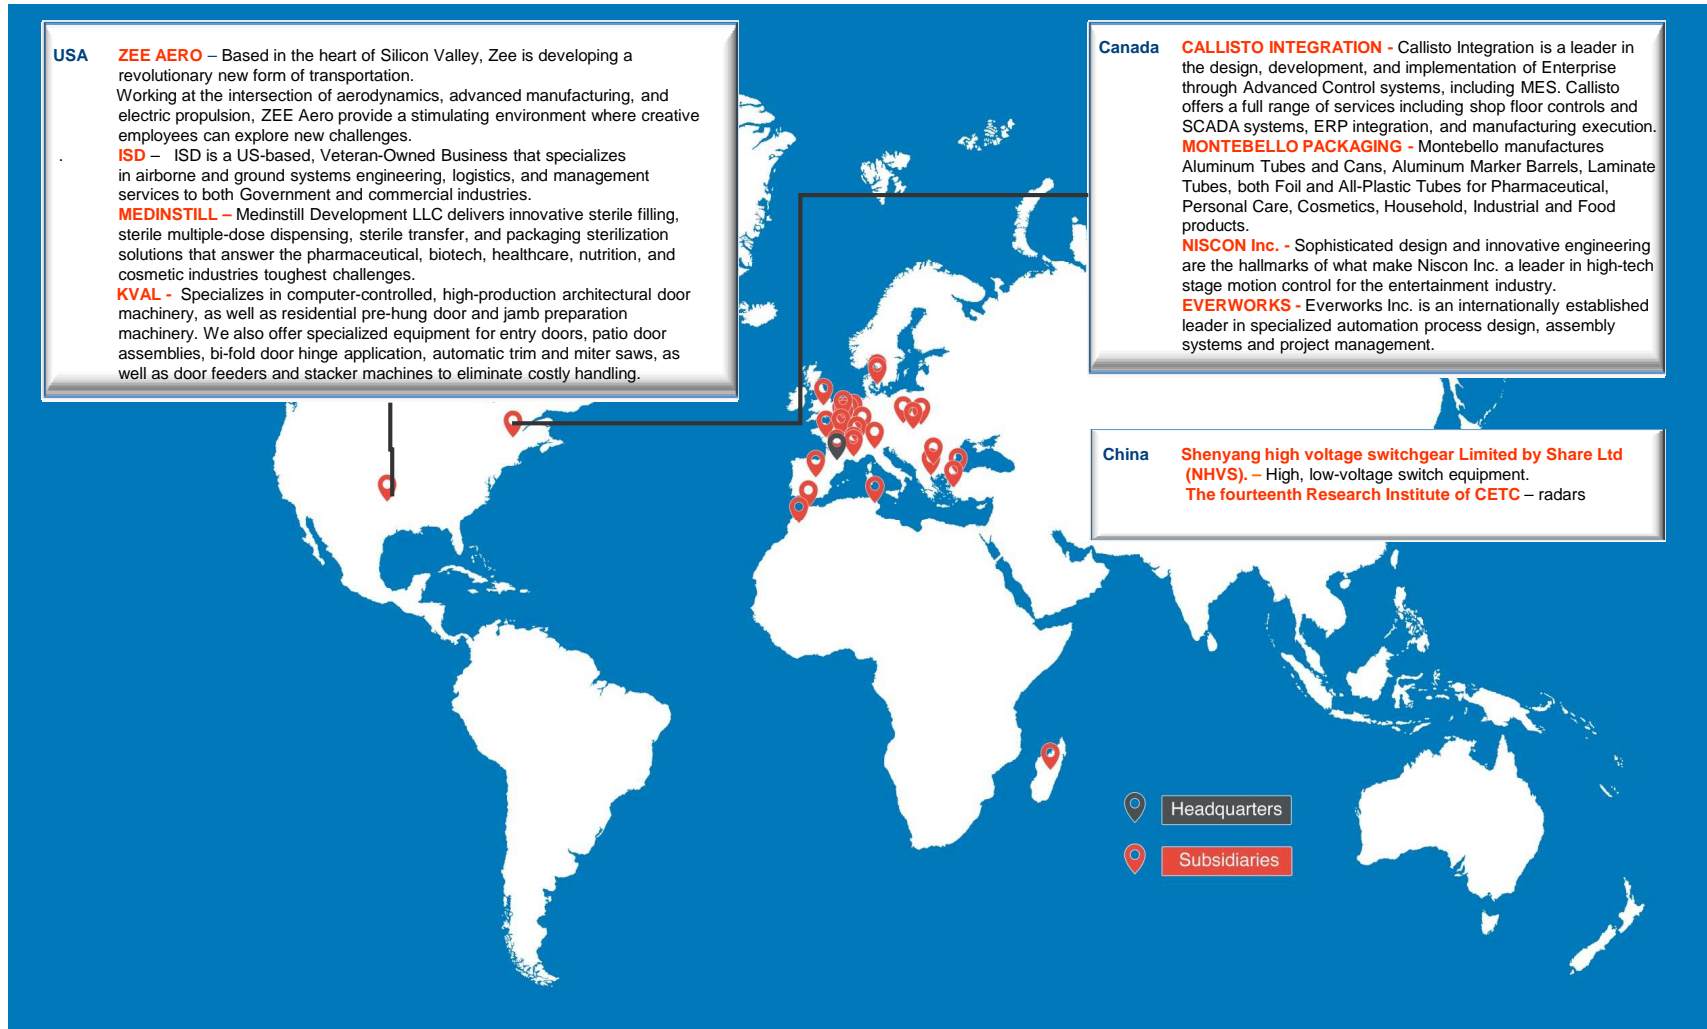 USA ZEE AERO – Based in the heart of Silicon Valley, Zee is developing a
revolutionary new form of transportation.
Working at the intersection of aerodynamics, advanced manufacturing, and
electric propulsion, ZEE Aero provide a stimulating environment where creative
employees can explore new challenges.
. ISD – ISD is a US-based, Veteran-Owned Business that specializes
in airborne and ground systems engineering, logistics, and management
services to both Government and commercial industries.
MEDINSTILL – Medinstill Development LLC delivers innovative sterile filling,
sterile multiple-dose dispensing, sterile transfer, and packaging sterilization
solutions that answer the pharmaceutical, biotech, healthcare, nutrition, and
cosmetic industries toughest challenges.
KVAL - Specializes in computer-controlled, high-production architectural door
machinery, as well as residential pre-hung door and jamb preparation
machinery. We also offer specialized equipment for entry doors, patio door
assemblies, bi-fold door hinge application, automatic trim and miter saws, as
well as door feeders and stacker machines to eliminate costly handling.
Canada CALLISTO INTEGRATION - Callisto Integration is a leader in
the design, development, and implementation of Enterprise
through Advanced Control systems, including MES. Callisto
offers a full range of services including shop floor controls and
SCADA systems, ERP integration, and manufacturing execution.
MONTEBELLO PACKAGING - Montebello manufactures
Aluminum Tubes and Cans, Aluminum Marker Barrels, Laminate
Tubes, both Foil and All-Plastic Tubes for Pharmaceutical,
Personal Care, Cosmetics, Household, Industrial and Food
products.
NISCON Inc. - Sophisticated design and innovative engineering
are the hallmarks of what make Niscon Inc. a leader in high-tech
stage motion control for the entertainment industry.
EVERWORKS - Everworks Inc. is an internationally established
leader in specialized automation process design, assembly
systems and project management.
China Shenyang high voltage switchgear Limited by Share Ltd
(NHVS). – High, low-voltage switch equipment.
The fourteenth Research Institute of CETC – radars
Headquarters
Subsidiaries